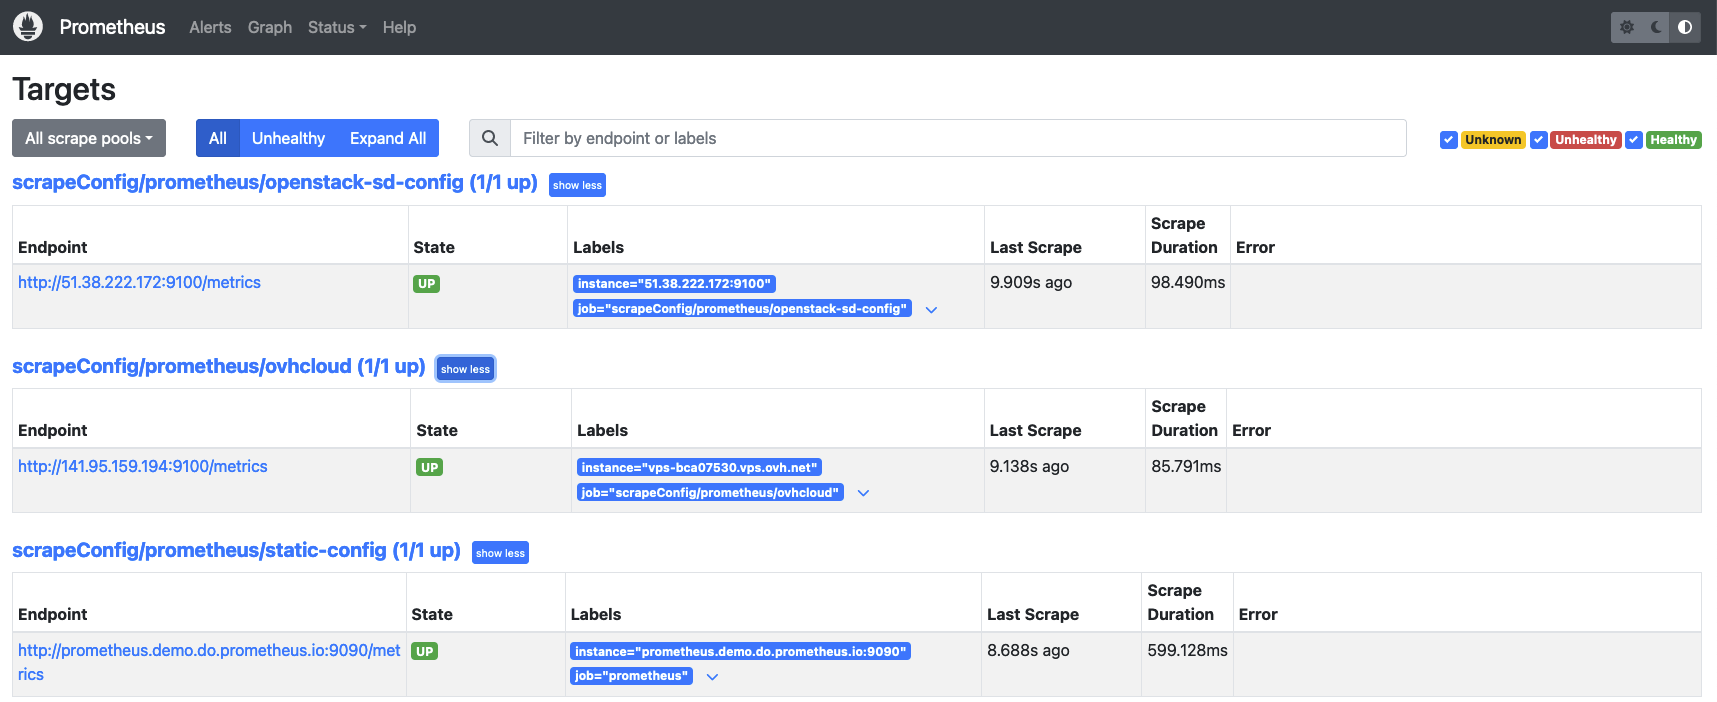 Prometheus Alerts Graph Status Help
Targets
All scrape pools All Unhealthy Expand All Filter by endpoint or labels Unknown Unhealthy Healthy
scrapeConfig/prometheus/openstack-sd-config (1/1 up) show less
Endpoint State Labels Last Scrape Scrape Duration Error
http://51.38.222.172:9100/metrics UP instance="51.38.222.172:9100" 9.909s ago 98.490ms
job="scrapeConfig/prometheus/openstack-sd-config"
scrapeConfig/prometheus/ovhcloud (1/1 up) show less
Endpoint State Labels Last Scrape Scrape Duration Error
http://141.95.159.194:9100/metrics UP instance="vps-bca07530.vps.ovh.net" 9.138s ago 85.791ms
job="scrapeConfig/prometheus/ovhcloud"
scrapeConfig/prometheus/static-config (1/1 up) show less
Endpoint State Labels Last Scrape Scrape Duration Error
http://prometheus.demo.do.prometheus.io:9090/met UP instance="prometheus.demo.do.prometheus.io:9090" 8.688s ago 599.128ms
rics job="prometheus"